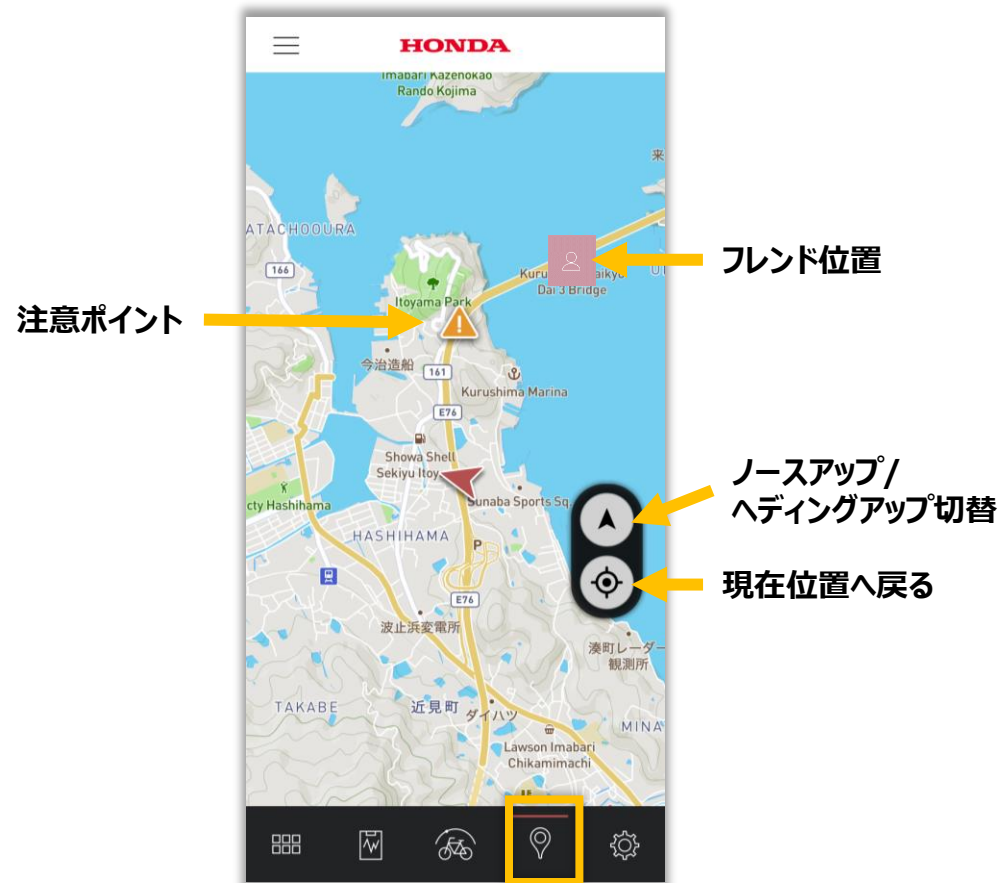 HONDA
Imabari Kazenokao
Rando Kojima
来
ATACHOOURA
166
フレンド位置
Itoyama Park
Dai 3 Bridge
注意ポイント
今治造船
161
Kurushima Marina
E76
Showa Shell
Sekiyu Itoy
Sunaba Sports Sq
ノースアップ/
ヘディングアップ切替
cty Hashihama
HASHIHAMA
P
現在位置へ戻る
E76
波止浜変電所
湊町レーダー
観測所
TAKABE
近見町
ダイハツ
MINA
Lawson Imabari
Chikamimachi